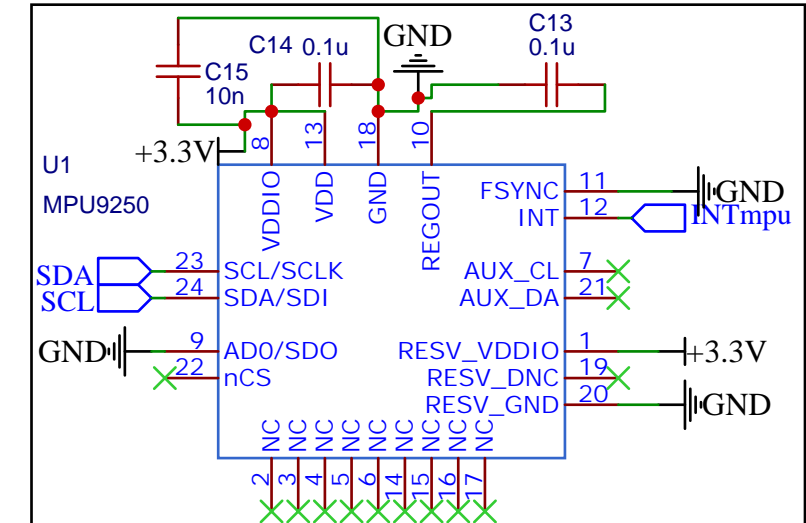 C14 0.1u
GND
C13
0.1u
C15
10n
+3.3V
8
13
18
10
U1
MPU9250
VDDIO
VDD
GND
REGOUT
FSYNC 11 GND
INT 12 INTmpu
SDA 23 SCL/SCLK
SCL 24 SDA/SDI
AUX_CL 7
AUX_DA 21
GND 9 AD0/SDO
22 nCS
RESV_VDDIO 1 +3.3V
RESV_DNC 19
RESV_GND 20 GND
NC NC NC NC NC NC NC NC NC
2 3 4 5 6 14 15 16 17